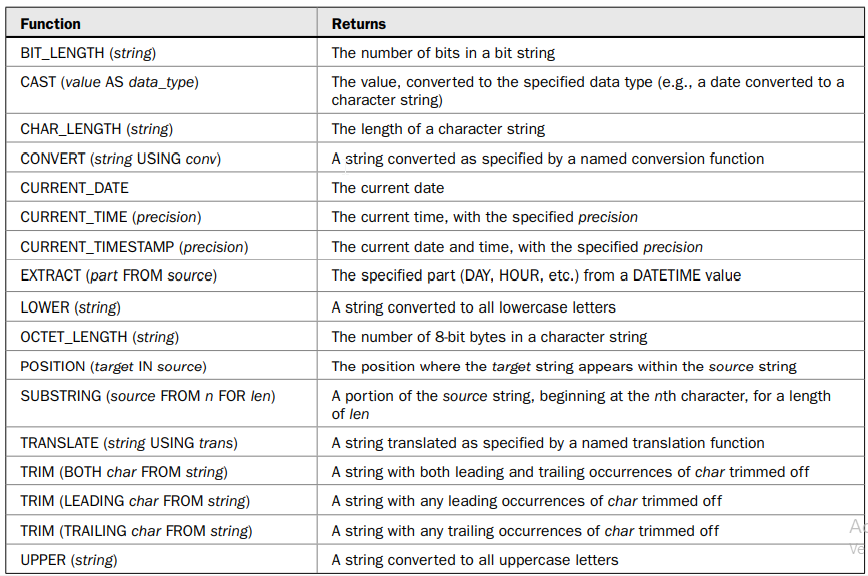 Function Returns
BIT_LENGTH (string) The number of bits in a bit string
CAST (value AS data_type) The value, converted to the specified data type (e.g., a date converted to a
character string)
CHAR_LENGTH (string) The length of a character string
CONVERT (string USING conv) A string converted as specified by a named conversion function
CURRENT_DATE The current date
CURRENT_TIME (precision) The current time, with the specified precision
CURRENT_TIMESTAMP (precision) The current date and time, with the specified precision
EXTRACT (part FROM source) The specified part (DAY, HOUR, etc.) from a DATETIME value
LOWER (string) A string converted to all lowercase letters
OCTET_LENGTH (string) The number of 8-bit bytes in a character string
POSITION (target IN source) The position where the target string appears within the source string
SUBSTRING (source FROM n FOR len) A portion of the source string, beginning at the nth character, for a length
of len
TRANSLATE (string USING trans) A string translated as specified by a named translation function
TRIM (BOTH char FROM string) A string with both leading and trailing occurrences of char trimmed off
TRIM (LEADING char FROM string) A string with any leading occurrences of char trimmed off
TRIM (TRAILING char FROM string) A string with any trailing occurrences of char trimmed off
UPPER (string) A string converted to all uppercase letters